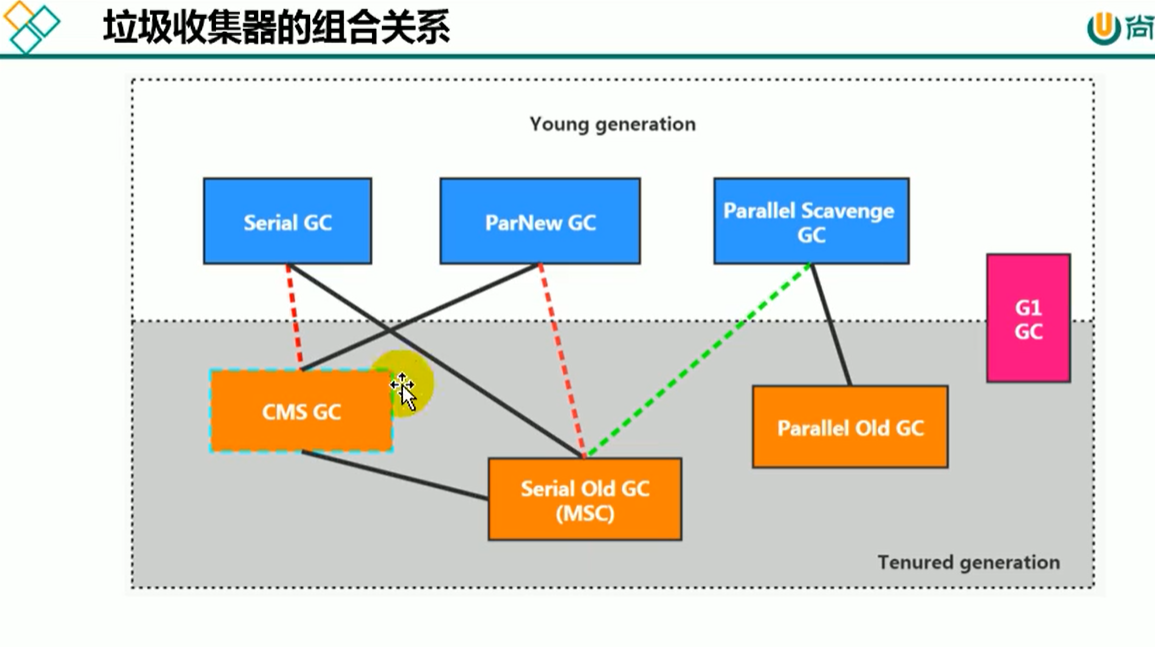 垃圾收集器的组合关系
尚
Young generation
Serial GC
ParNew GC
Parallel Scavenge
GC
G1
GC
CMS GC
Parallel Old GC
Serial Old GC
(MSC)
Tenured generation